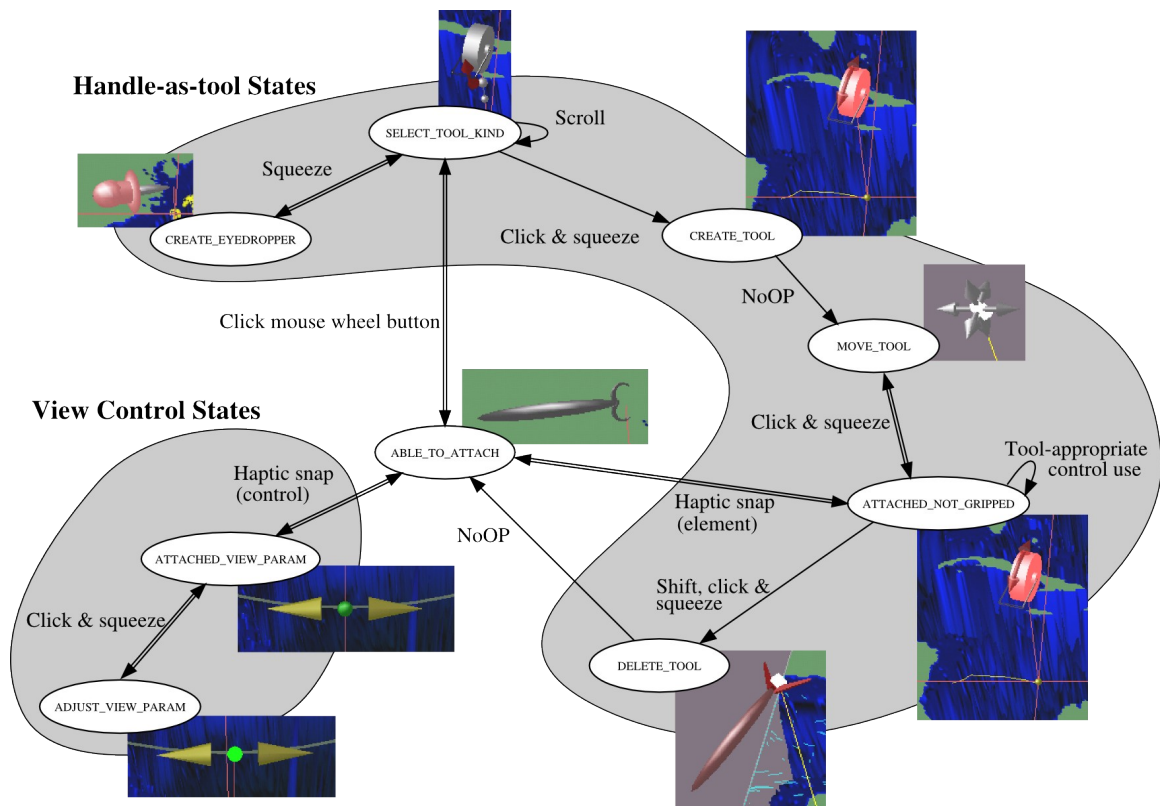 Handle-as-tool States
SELECT_TOOL_KIND
Scroll
Squeeze
CREATE_EYEDROPPER
Click & squeeze
CREATE_TOOL
NoOP
MOVE_TOOL
Click mouse wheel button
View Control States
Click & squeeze
Tool-appropriate
control use
ABLE_TO_ATTACH
Haptic snap
(control)
Haptic snap
(element)
ATTACHED_NOT_GRIPPED
NoOP
ATTACHED_VIEW_PARAM
Shift, click &
squeeze
Click & squeeze
DELETE_TOOL
ADJUST_VIEW_PARAM